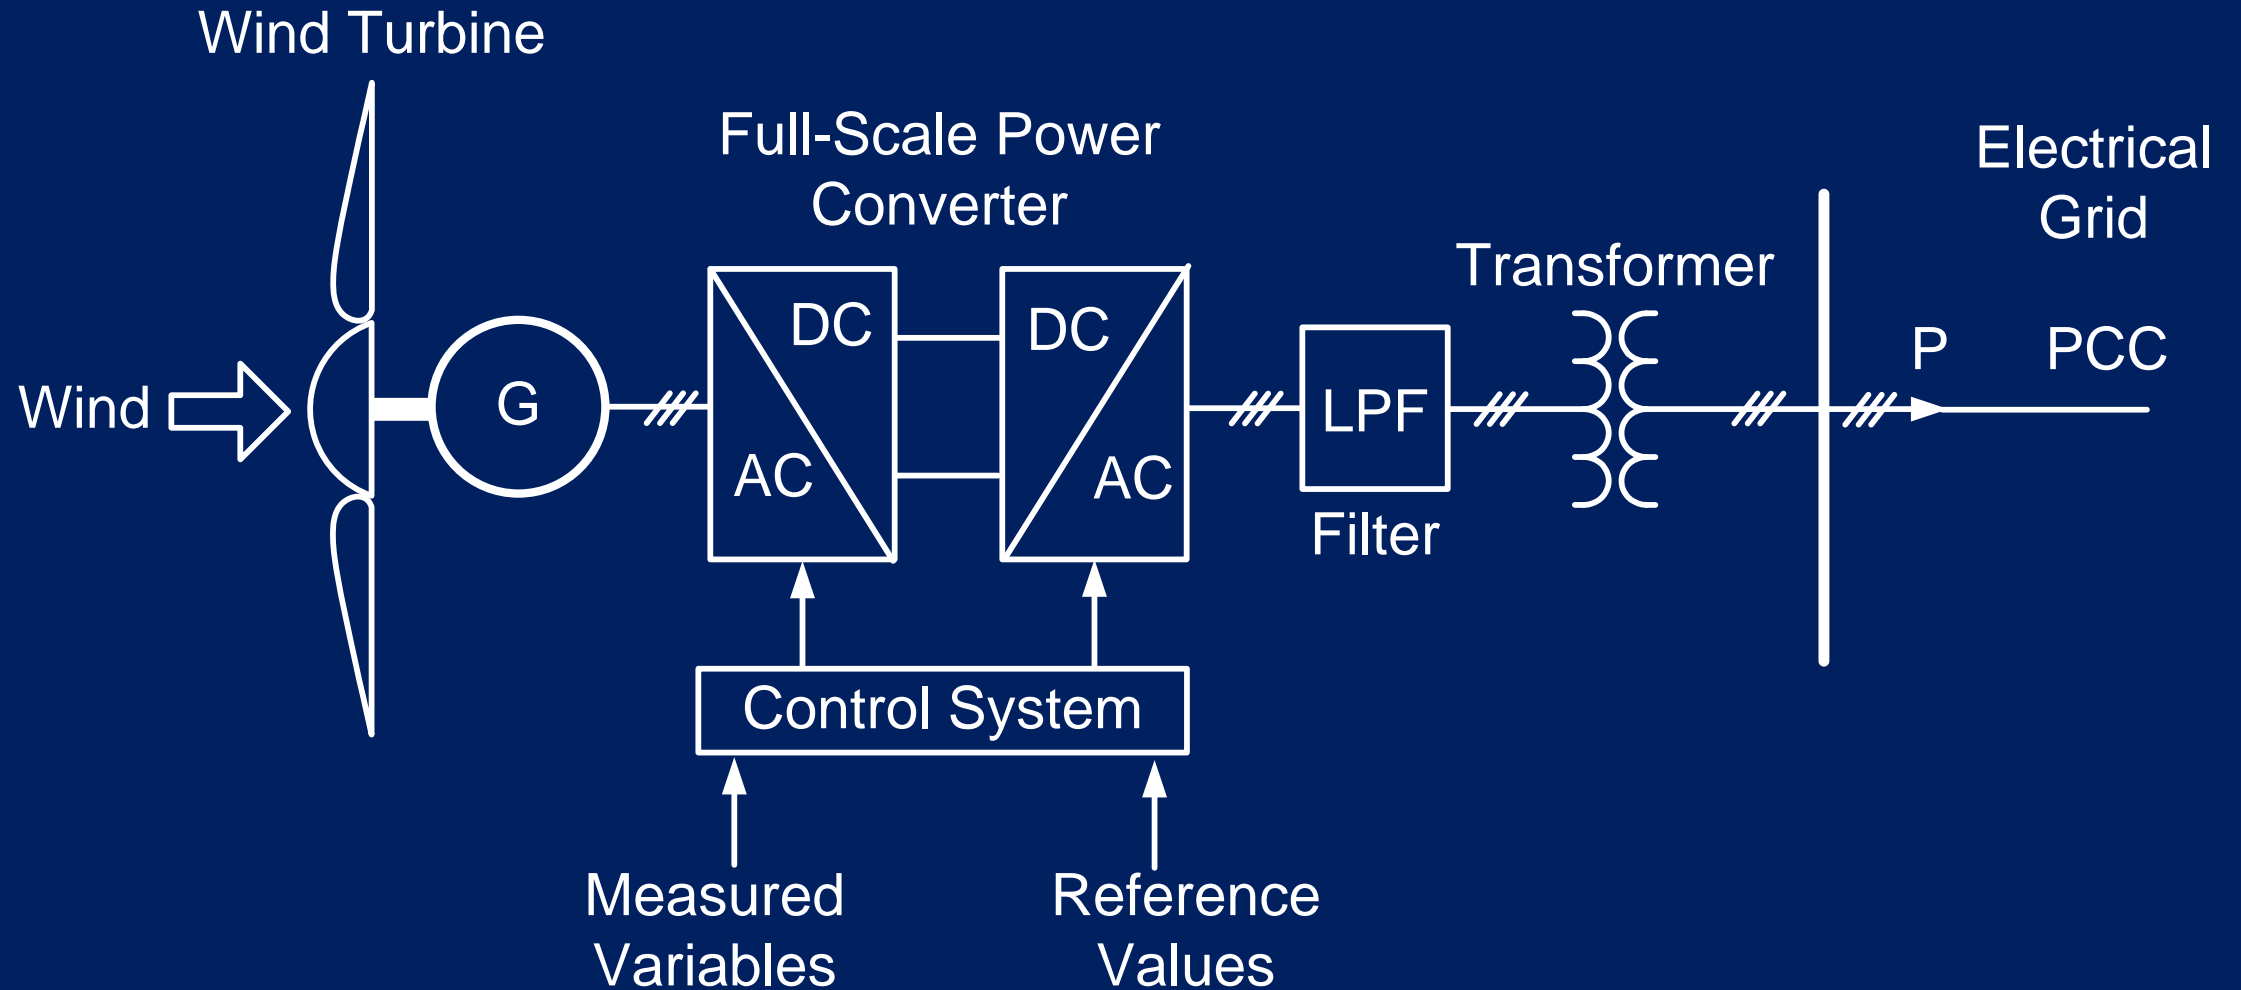 Wind Turbine
Full-Scale Power
Converter
Electrical
Grid
Transformer
DC
DC
P
PCC
Wind
G
LPF
AC
AC
Filter
Control System
Measured
Variables
Reference
Values